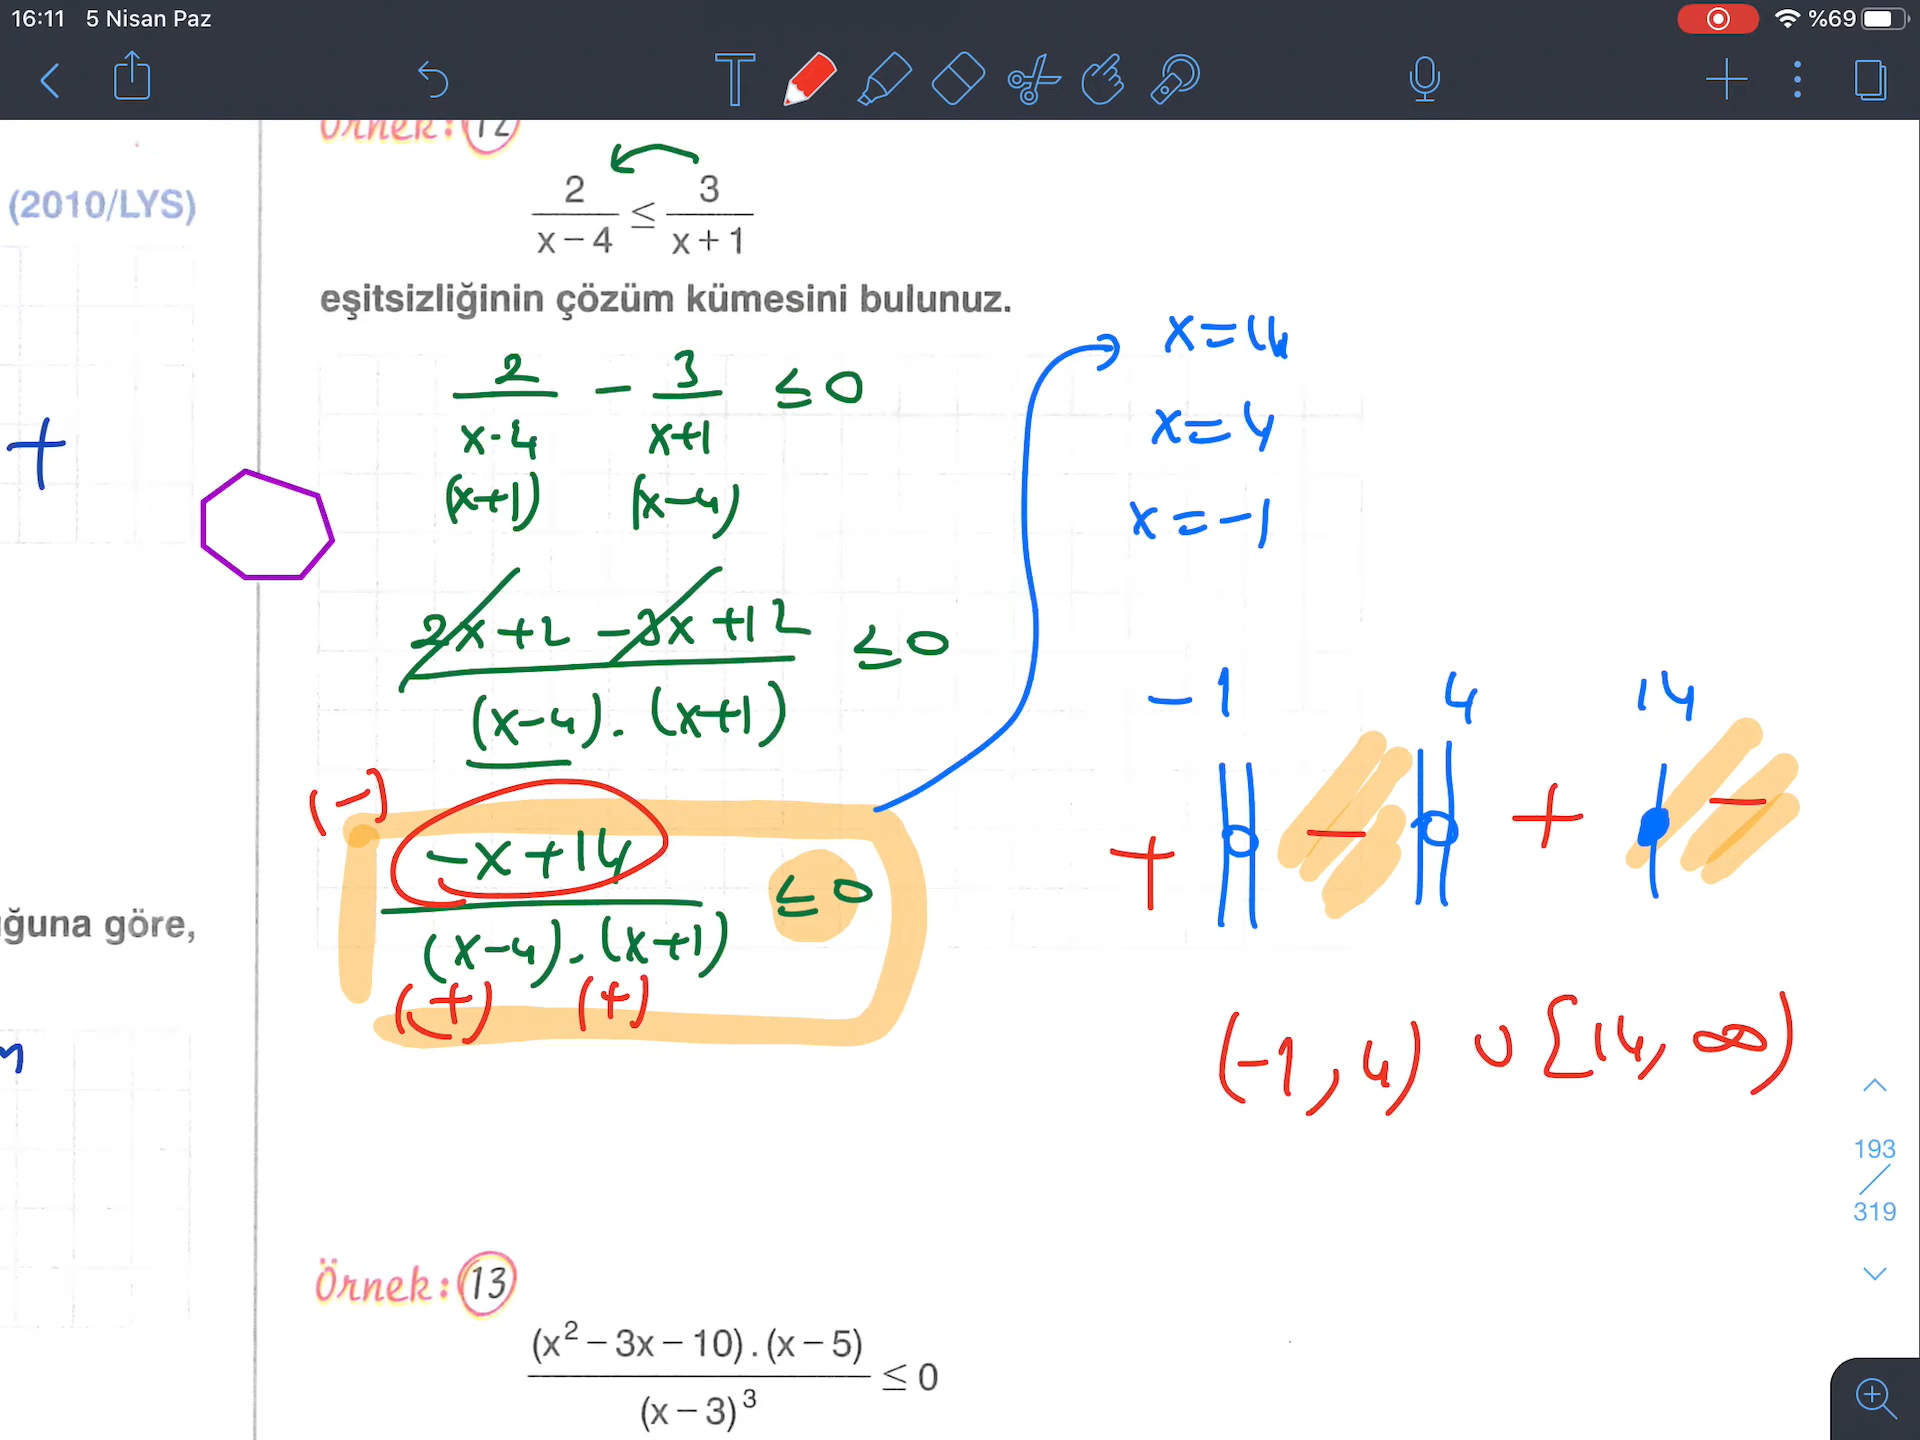 16:11 5 Nisan Paz
%69
Örnek: 12
(2010/LYS)
2/(x-4) ≤ 3/(x+1)
eşitsizliğinin çözüm kümesini bulunuz.
2/(x-4) - 3/(x+1) ≤ 0
(x+1) (x-4)
x=14
x=4
x=-1
+
2x+2 -3x+12 ≤ 0
(x-4).(x+1)
-1 4 14
+ - + -
(-)
-x+14 ≤ 0
(x-4).(x+1)
(+) (+)
ğuna göre,
(-1, 4) ∪ [14, ∞)
193
319
Örnek: 13
(x² - 3x - 10).(x - 5)
≤ 0
(x - 3)³